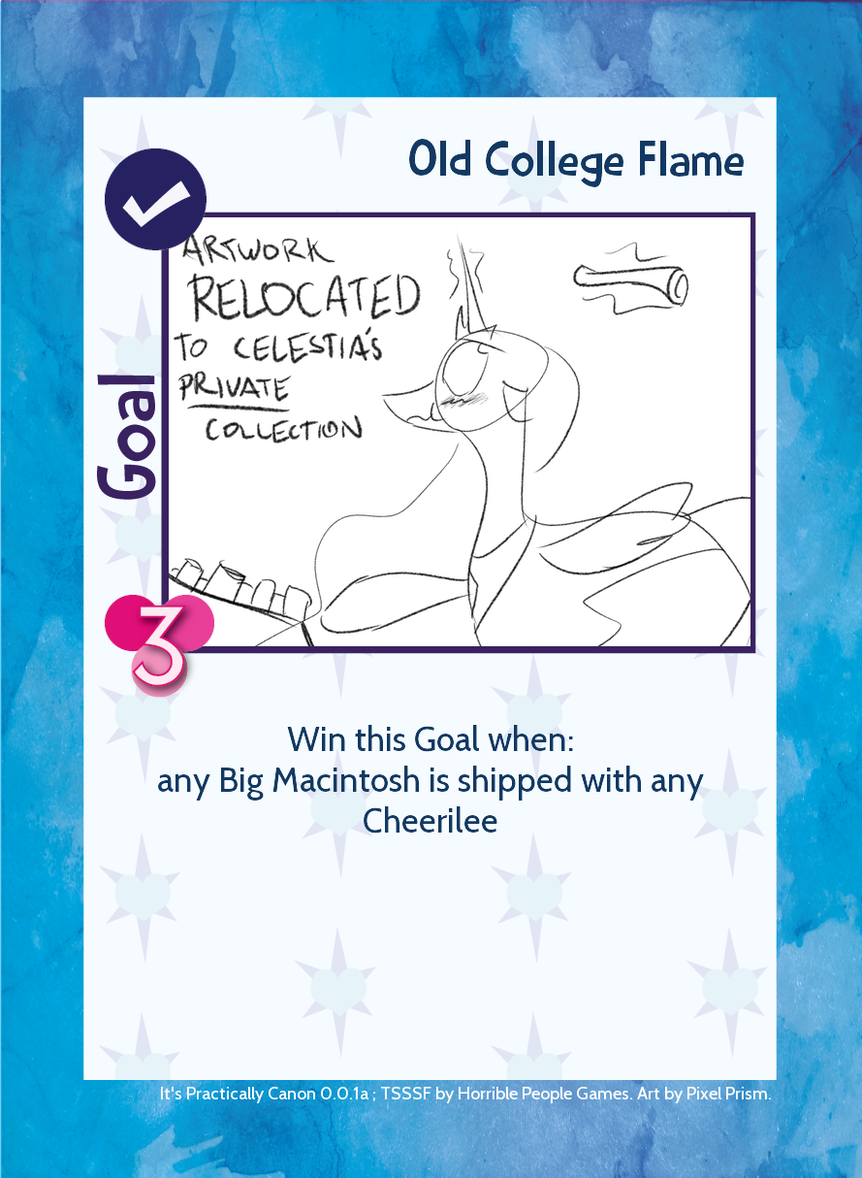 Old College Flame
ARTWORK
RELOCATED
TO CELESTIA'S
PRIVATE
COLLECTION
Goal
3
Win this Goal when:
any Big Macintosh is shipped with any
Cheerilee
It's Practically Canon 0.0.1a ; TSSSF by Horrible People Games. Art by Pixel Prism.